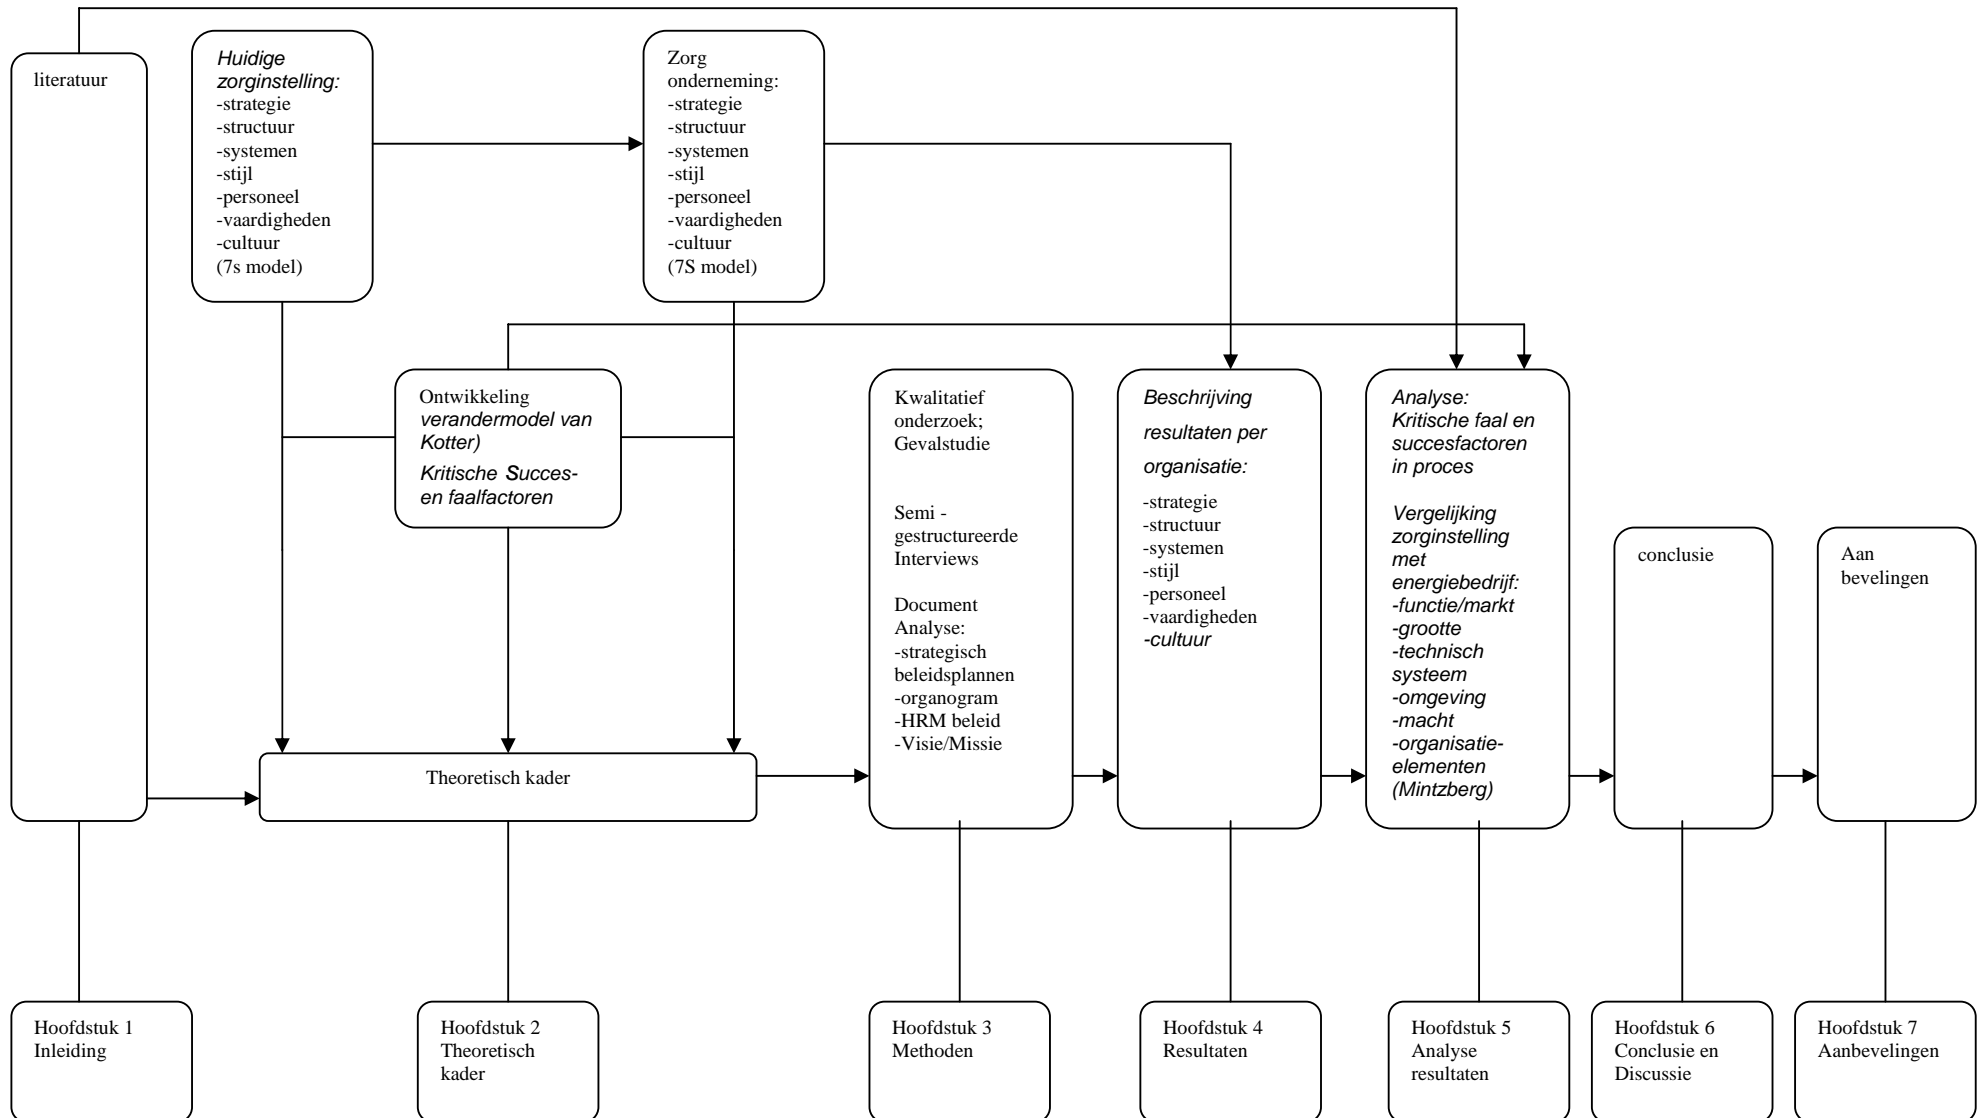 literatuur
Huidige
zorginstelling:
-strategie
-structuur
-systemen
-stijl
-personeel
-vaardigheden
-cultuur
(7s model)
Zorg
onderneming:
-strategie
-structuur
-systemen
-stijl
-personeel
-vaardigheden
-cultuur
(7S model)
Ontwikkeling
verandermodel van
Kotter)
Kritische Succes-
en faalfactoren
Theoretisch kader
Kwalitatief
onderzoek;
Gevalstudie
Semi -
gestructureerde
Interviews
Document
Analyse:
-strategisch
beleidsplannen
-organogram
-HRM beleid
-Visie/Missie
Beschrijving
resultaten per
organisatie:
-strategie
-structuur
-systemen
-stijl
-personeel
-vaardigheden
-cultuur
Analyse:
Kritische faal en
succesfactoren
in proces
Vergelijking
zorginstelling
met
energiebedrijf:
-functie/markt
-grootte
-technisch
systeem
-omgeving
-macht
-organisatie-
elementen
(Mintzberg)
conclusie
Aan
bevelingen
Hoofdstuk 1
Inleiding
Hoofdstuk 2
Theoretisch
kader
Hoofdstuk 3
Methoden
Hoofdstuk 4
Resultaten
Hoofdstuk 5
Analyse
resultaten
Hoofdstuk 6
Conclusie en
Discussie
Hoofdstuk 7
Aanbevelingen